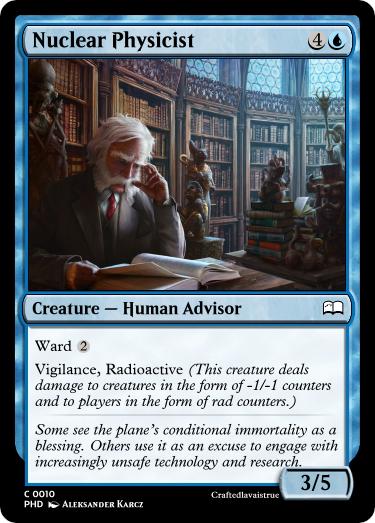 Nuclear Physicist 4
Creature — Human Advisor
Ward 2
Vigilance, Radioactive (This creature deals
damage to creatures in the form of -1/-1 counters
and to players in the form of rad counters.)
Some see the plane's conditional immortality as a
blessing. Others use it as an excuse to engage with
increasingly unsafe technology and research.
3/5
C 0010
PHD ALEKSANDER KARCZ
Craftedlavaistrue